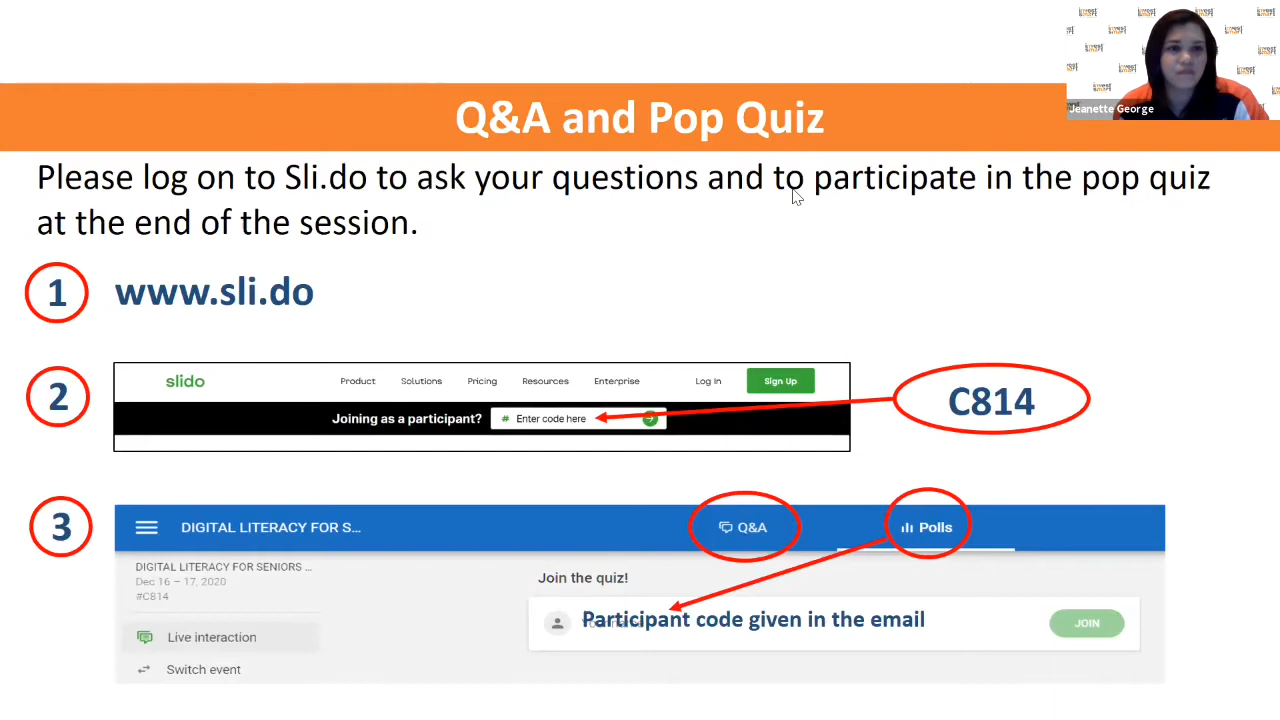 invest smart
Jeanette George
Q&A and Pop Quiz
Please log on to Sli.do to ask your questions and to participate in the pop quiz
at the end of the session.
1
www.sli.do
2
slido
Product
Solutions
Pricing
Resources
Enterprise
Log In
Sign Up
Joining as a participant?
# Enter code here
C814
3
DIGITAL LITERACY FOR S...
Q&A
Polls
DIGITAL LITERACY FOR SENIORS ...
Dec 16 – 17, 2020
#C814
Live interaction
Switch event
Join the quiz!
Participant code given in the email
JOIN